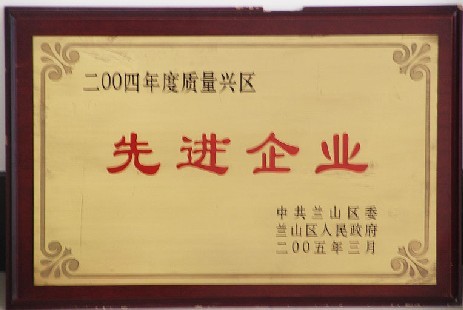 二00四年度质量兴区
先进企业
中共兰山区委
兰山区人民政府
二00五年三月